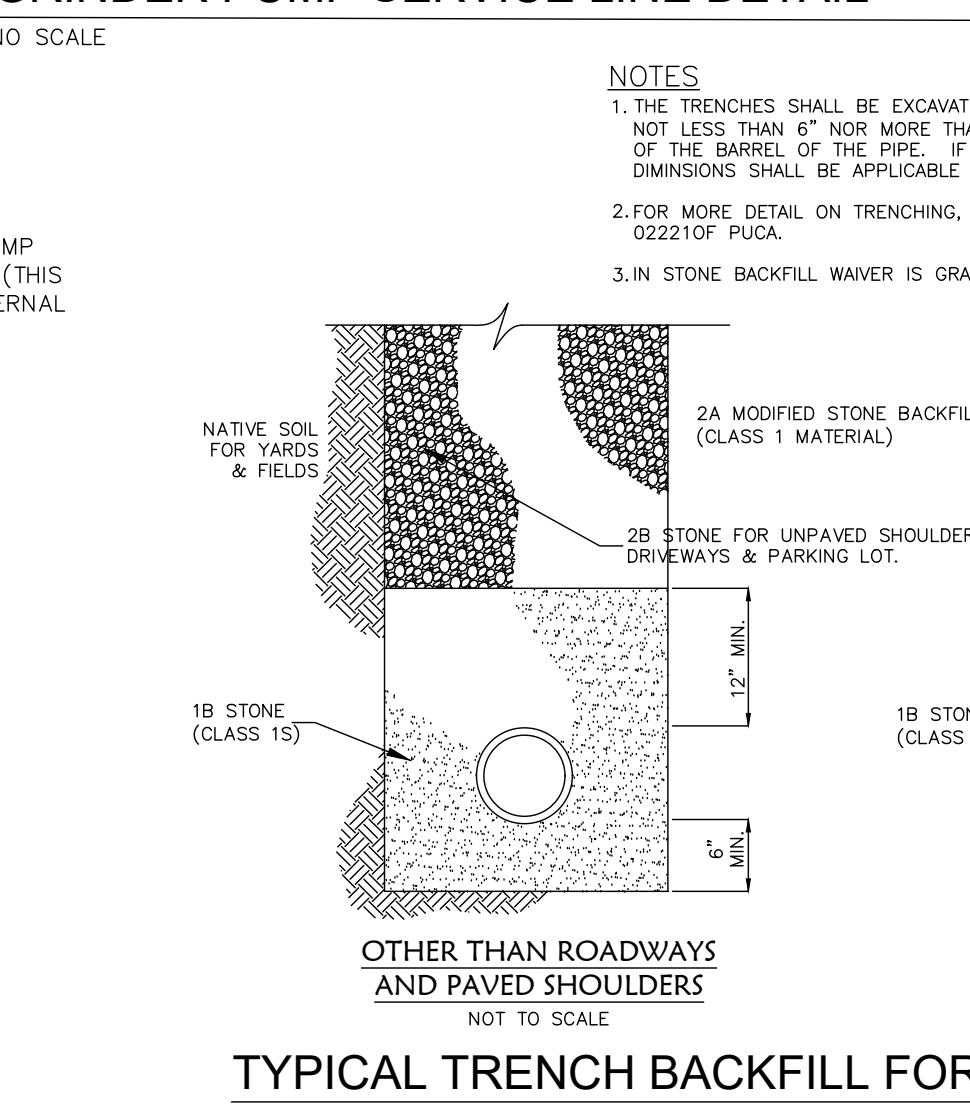 NO SCALE
NOTES
1. THE TRENCHES SHALL BE EXCAVAT
NOT LESS THAN 6" NOR MORE THA
OF THE BARREL OF THE PIPE. IF
DIMINSIONS SHALL BE APPLICABLE
2. FOR MORE DETAIL ON TRENCHING,
02221OF PUCA.
3. IN STONE BACKFILL WAIVER IS GRA
MP
(THIS
ERNAL
NATIVE SOIL
FOR YARDS
& FIELDS
2A MODIFIED STONE BACKFIL
(CLASS 1 MATERIAL)
2B STONE FOR UNPAVED SHOULDER
DRIVEWAYS & PARKING LOT.
12" MIN.
1B STONE
(CLASS 1S)
1B STON
(CLASS
6"
MIN.
OTHER THAN ROADWAYS
AND PAVED SHOULDERS
NOT TO SCALE
TYPICAL TRENCH BACKFILL FOR